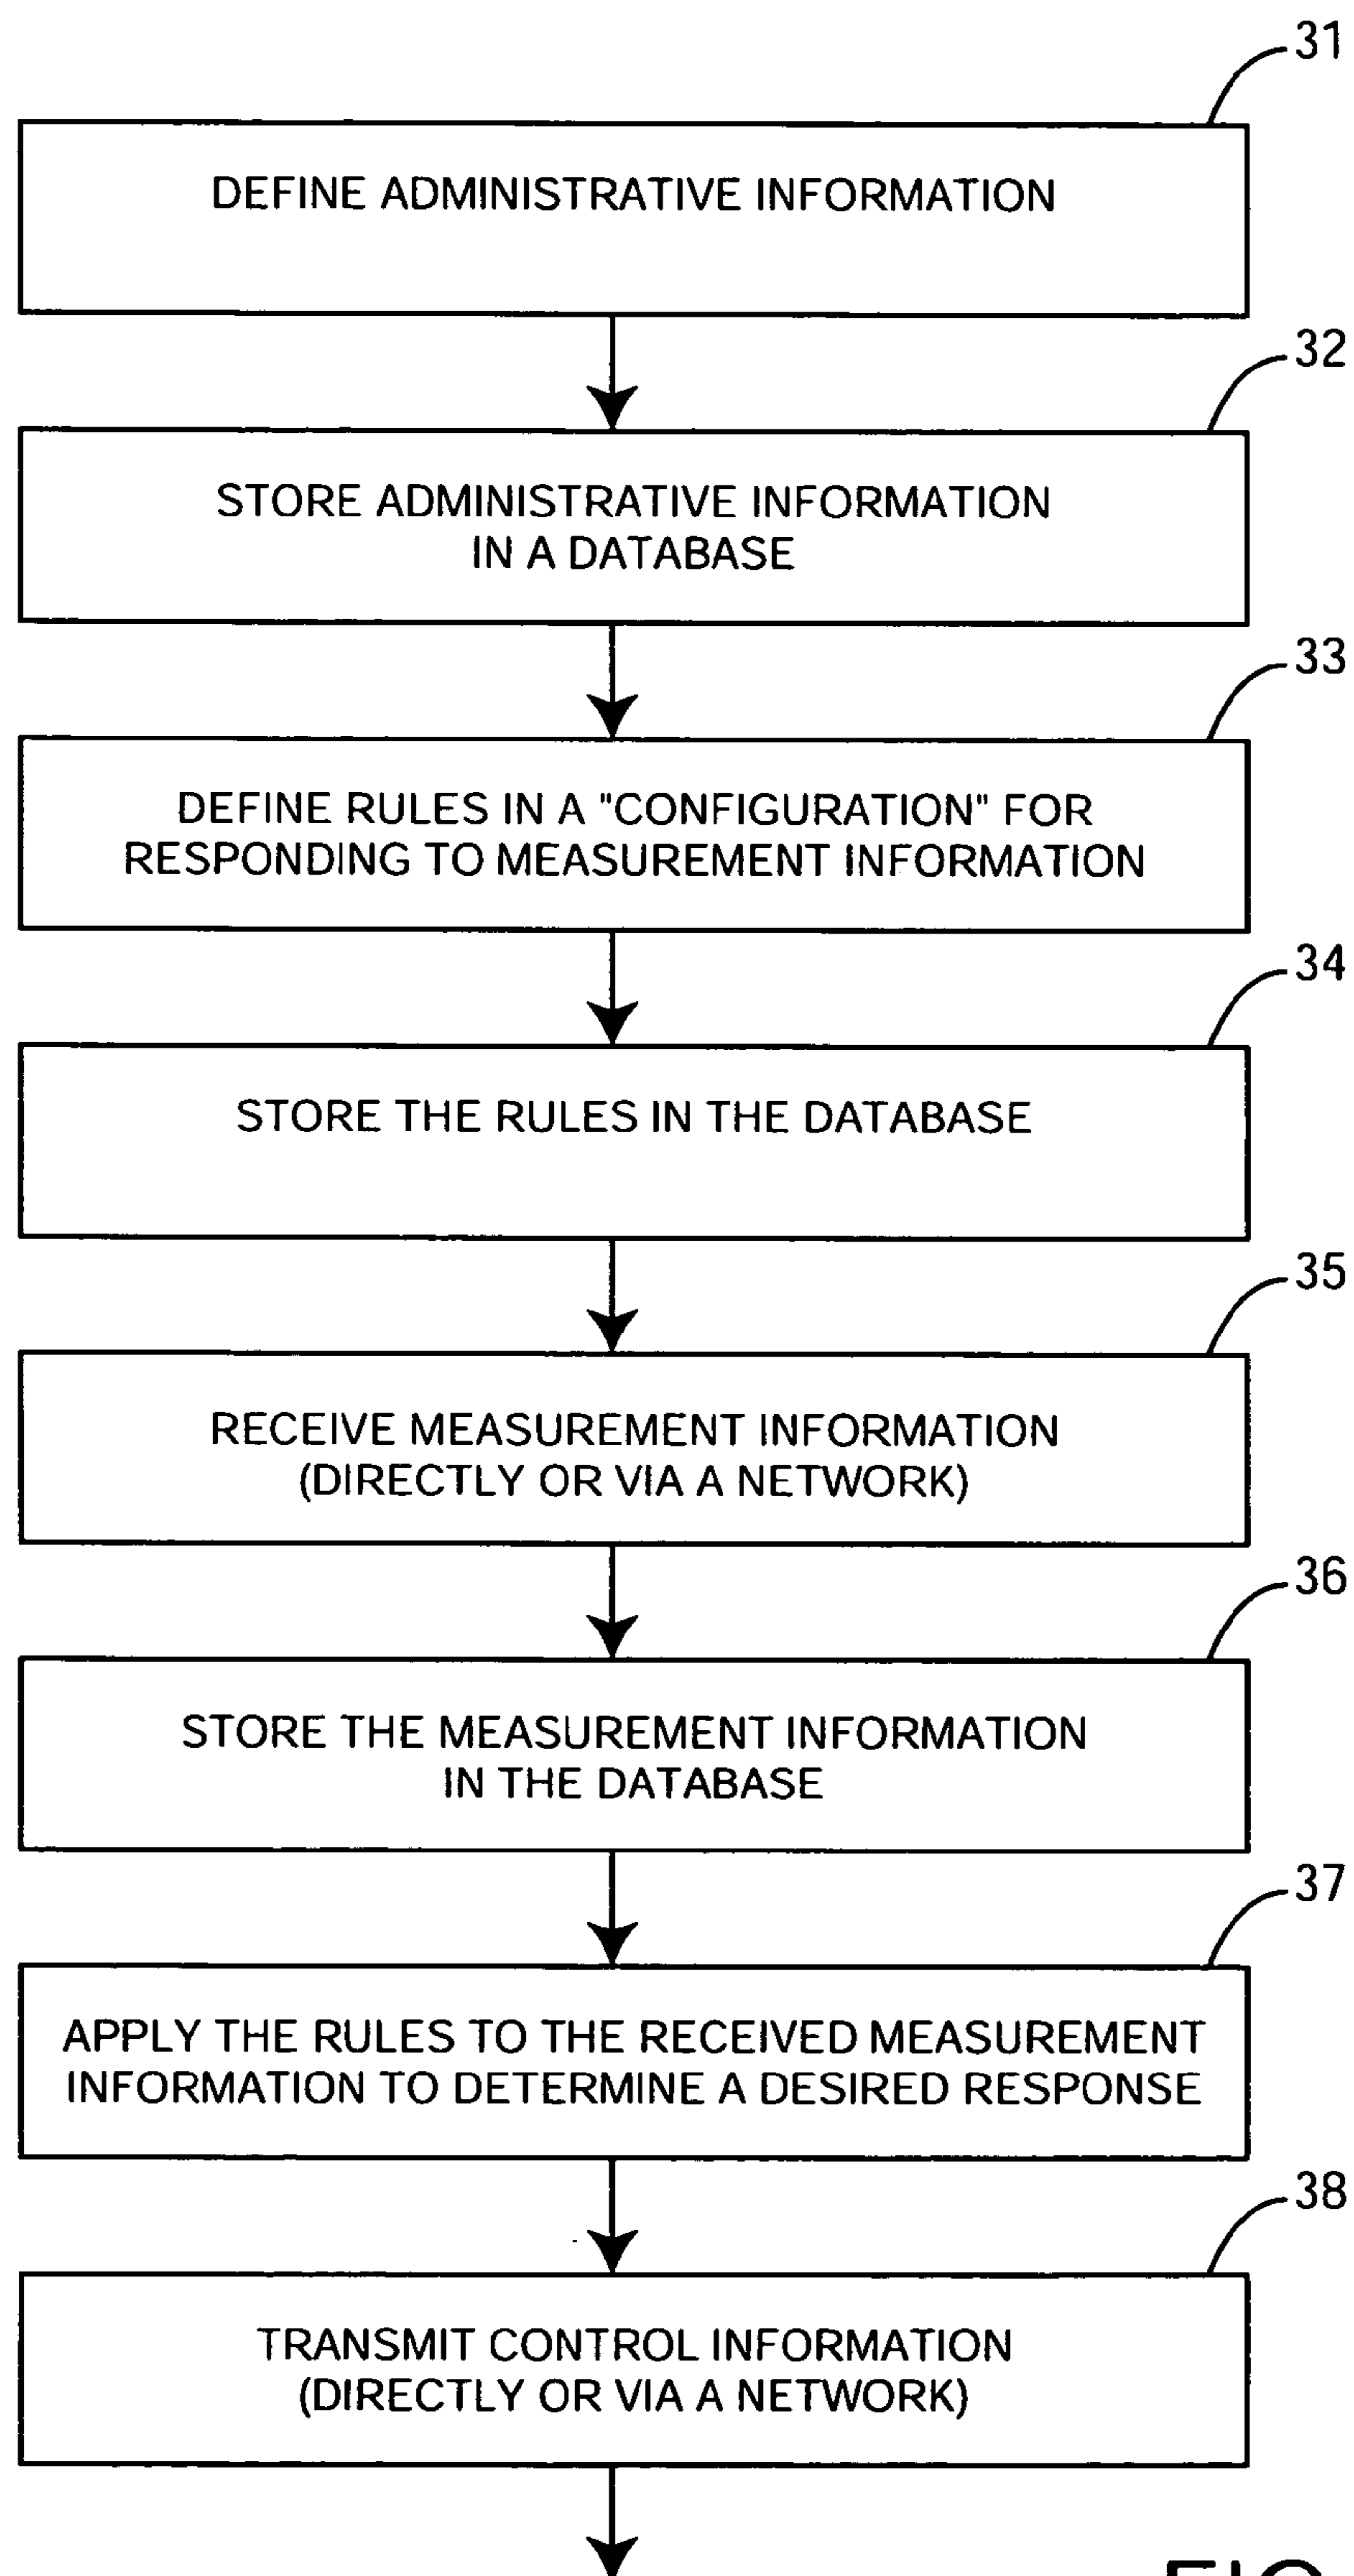 31
DEFINE ADMINISTRATIVE INFORMATION
32
STORE ADMINISTRATIVE INFORMATION
IN A DATABASE
33
DEFINE RULES IN A "CONFIGURATION" FOR
RESPONDING TO MEASUREMENT INFORMATION
34
STORE THE RULES IN THE DATABASE
35
RECEIVE MEASUREMENT INFORMATION
(DIRECTLY OR VIA A NETWORK)
36
STORE THE MEASUREMENT INFORMATION
IN THE DATABASE
37
APPLY THE RULES TO THE RECEIVED MEASUREMENT
INFORMATION TO DETERMINE A DESIRED RESPONSE
38
TRANSMIT CONTROL INFORMATION
(DIRECTLY OR VIA A NETWORK)